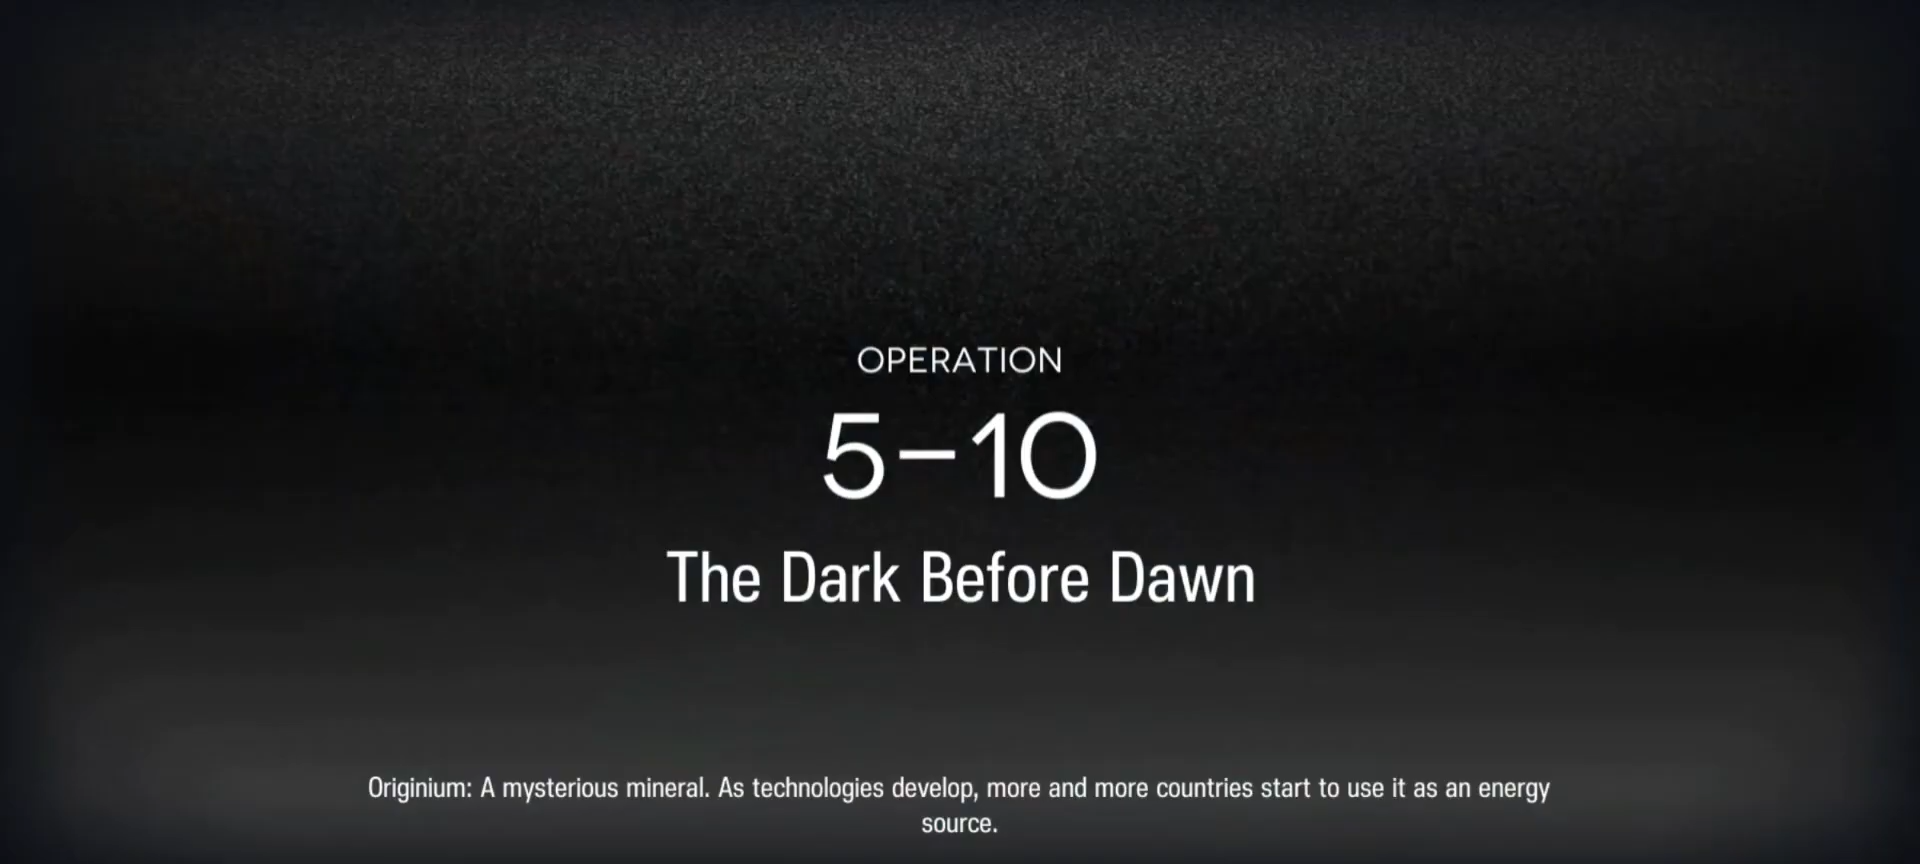 OPERATION
5-10
The Dark Before Dawn
Originium: A mysterious mineral. As technologies develop, more and more countries start to use it as an energy
source.